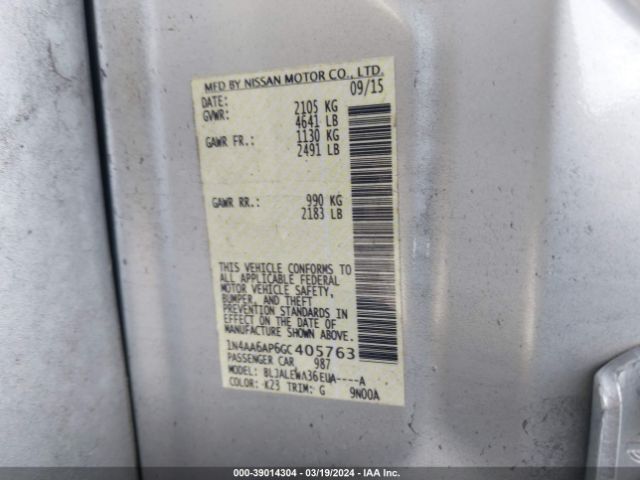 MFD BY NISSAN MOTOR CO., LTD.
DATE: 09/15
GVWR: 2105 KG
4641 LB
GAWR FR.: 1130 KG
2491 LB
GAWR RR.: 990 KG
2183 LB
THIS VEHICLE CONFORMS TO
ALL APPLICABLE FEDERAL
MOTOR VEHICLE SAFETY,
BUMPER, AND THEFT
PREVENTION STANDARDS IN
EFFECT ON THE DATE OF
MANUFACTURE SHOWN ABOVE.
1N4AA6AP6GC405763
PASSENGER CAR 987
MODEL: BLJALEWA36EUA----A
COLOR: K23 TRIM: G 9N00A
000-39014304 — 03/19/2024 — IAA Inc.